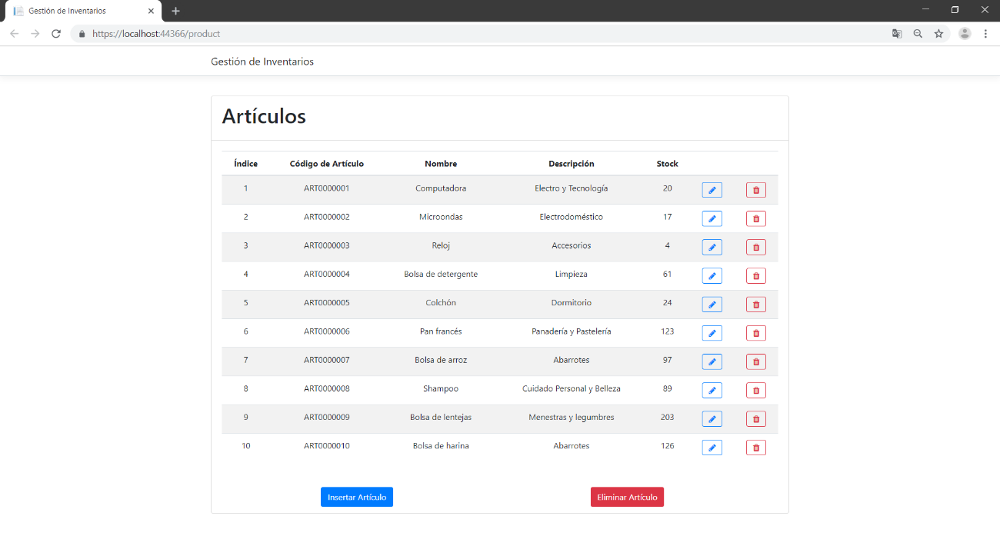 Gestión de Inventarios
https://localhost:44366/product
Gestión de Inventarios
Artículos
Índice Código de Artículo Nombre Descripción Stock
1 ART0000001 Computadora Electro y Tecnología 20
2 ART0000002 Microondas Electrodoméstico 17
3 ART0000003 Reloj Accesorios 4
4 ART0000004 Bolsa de detergente Limpieza 61
5 ART0000005 Colchón Dormitorio 24
6 ART0000006 Pan francés Panadería y Pastelería 123
7 ART0000007 Bolsa de arroz Abarrotes 97
8 ART0000008 Shampoo Cuidado Personal y Belleza 89
9 ART0000009 Bolsa de lentejas Menestras y legumbres 203
10 ART0000010 Bolsa de harina Abarrotes 126
Insertar Artículo Eliminar Artículo